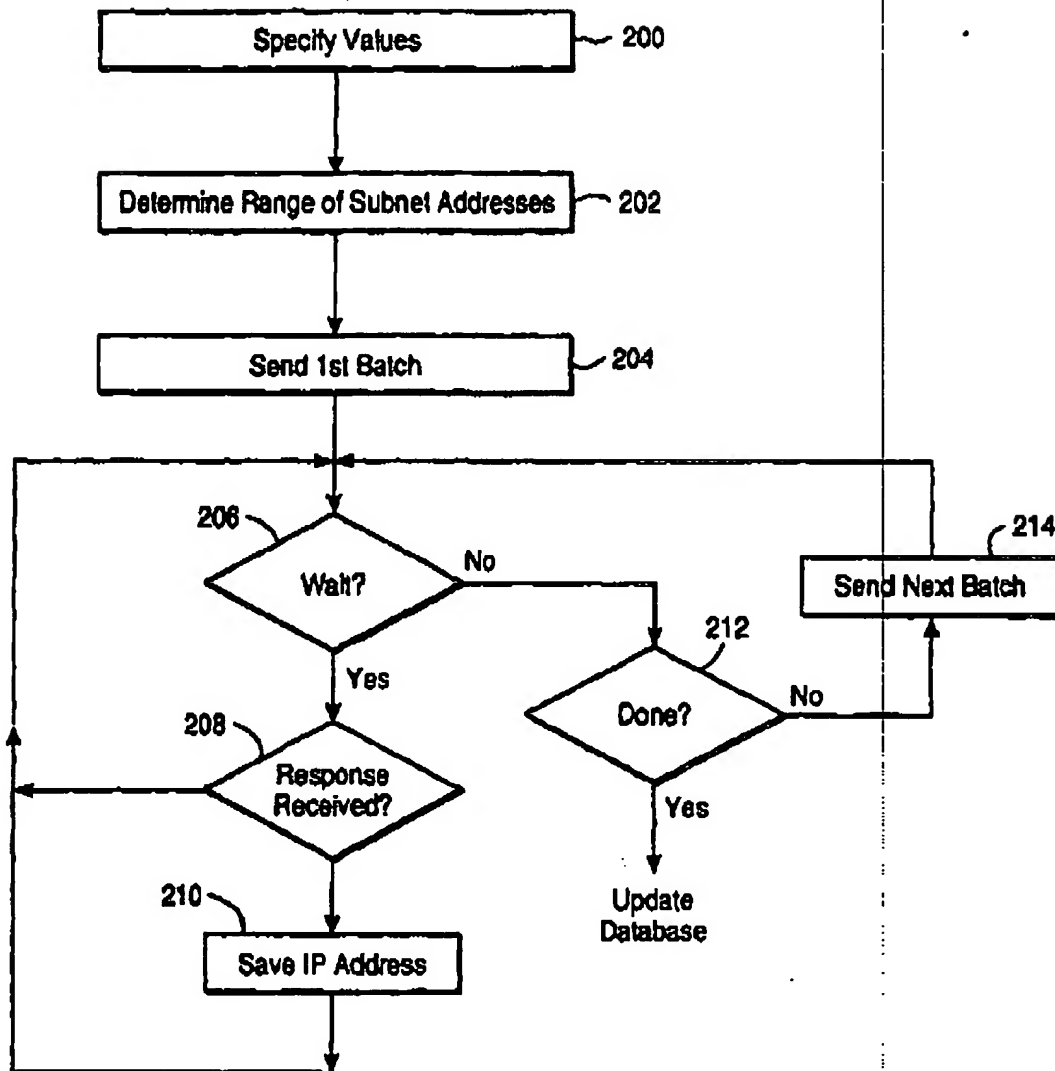 Specify Values
200
Determine Range of Subnet Addresses
202
Send 1st Batch
204
206
Wait?
No
Yes
214
Send Next Batch
212
Done?
No
Yes
Update
Database
208
Response
Received?
210
Save IP Address